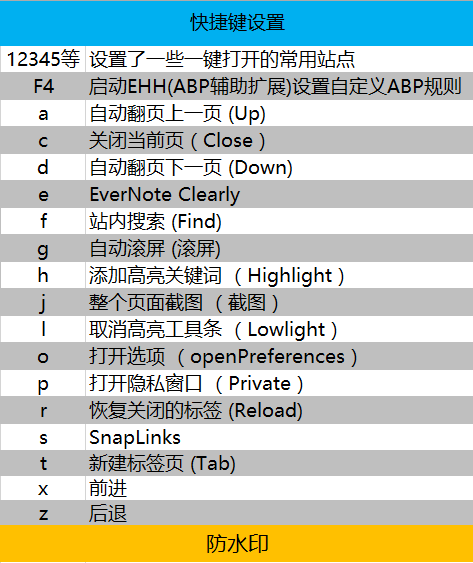 快捷键设置
12345等 设置了一些一键打开的常用站点
F4 启动EHH(ABP辅助扩展)设置自定义ABP规则
a 自动翻页上一页 (Up)
c 关闭当前页（Close）
d 自动翻页下一页 (Down)
e EverNote Clearly
f 站内搜索 (Find)
g 自动滚屏 (滚屏)
h 添加高亮关键词 （Highlight）
j 整个页面截图 （截图）
l 取消高亮工具条 （Lowlight）
o 打开选项 （openPreferences）
p 打开隐私窗口 （Private）
r 恢复关闭的标签 (Reload)
s SnapLinks
t 新建标签页 (Tab)
x 前进
z 后退
防水印